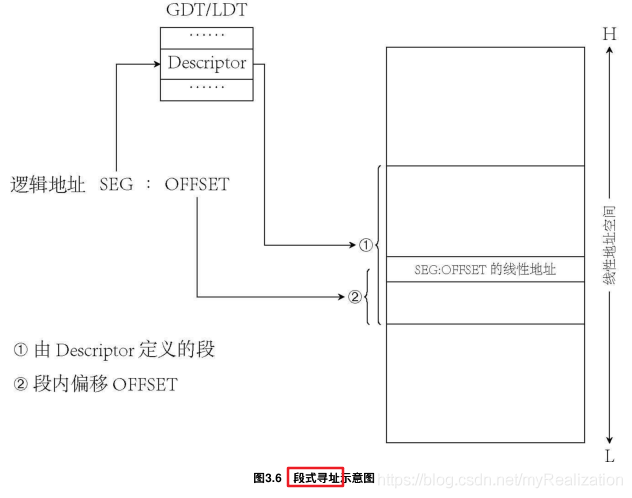 GDT/LDT
······
Descriptor
······
H
逻辑地址 SEG : OFFSET
①
SEG:OFFSET 的线性地址
②
线性地址空间
① 由 Descriptor 定义的段
② 段内偏移 OFFSET
L
图3.6 段式寻址示意图
https://blog.csdn.net/myRealization